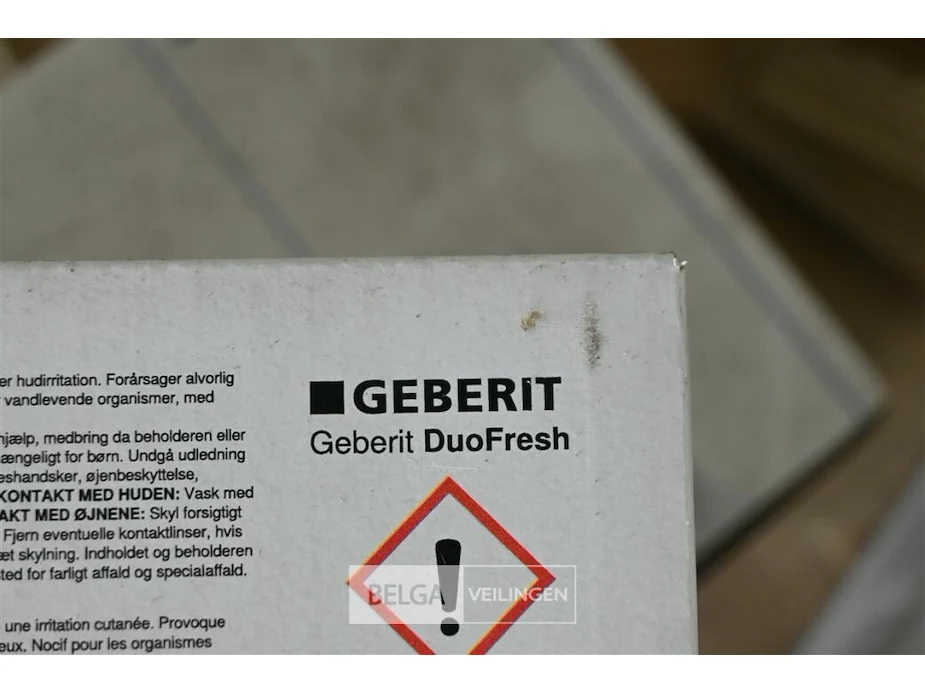 er hudirritation. Forårsager alvorlig
vandlevende organismer, med
hjælp, medbring da beholderen eller
ængeligt for børn. Undgå udledning
eshandsker, øjenbeskyttelse,
KONTAKT MED HUDEN: Vask med
AKT MED ØJNENE: Skyl forsigtigt
Fjern eventuelle kontaktlinser, hvis
æt skylning. Indholdet og beholderen
sted for farligt affald og specialaffald.
une irritation cutanée. Provoque
eux. Nocif pour les organismes
GEBERIT
Geberit DuoFresh
BELGA VEILINGEN